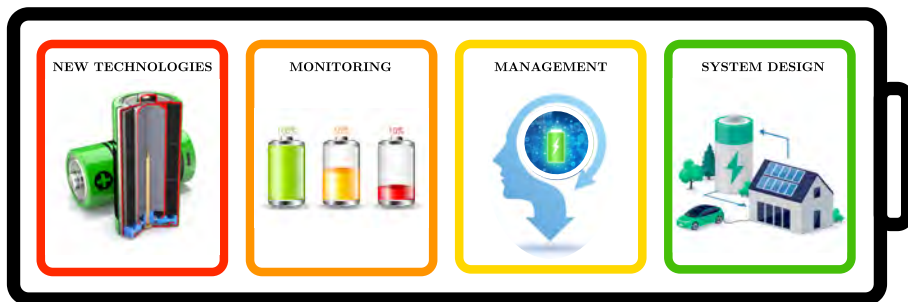 NEW TECHNOLOGIES
MONITORING
MANAGEMENT
SYSTEM DESIGN